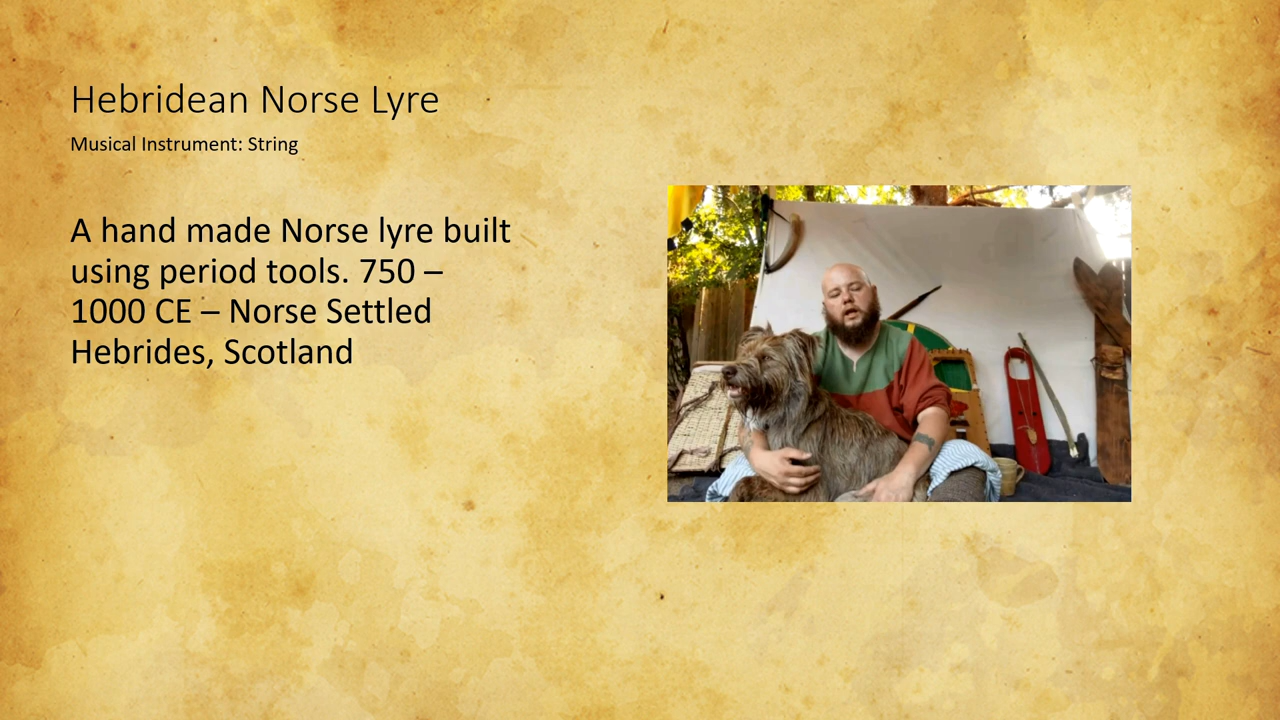 Hebridean Norse Lyre
Musical Instrument: String
A hand made Norse lyre built
using period tools. 750 –
1000 CE – Norse Settled
Hebrides, Scotland